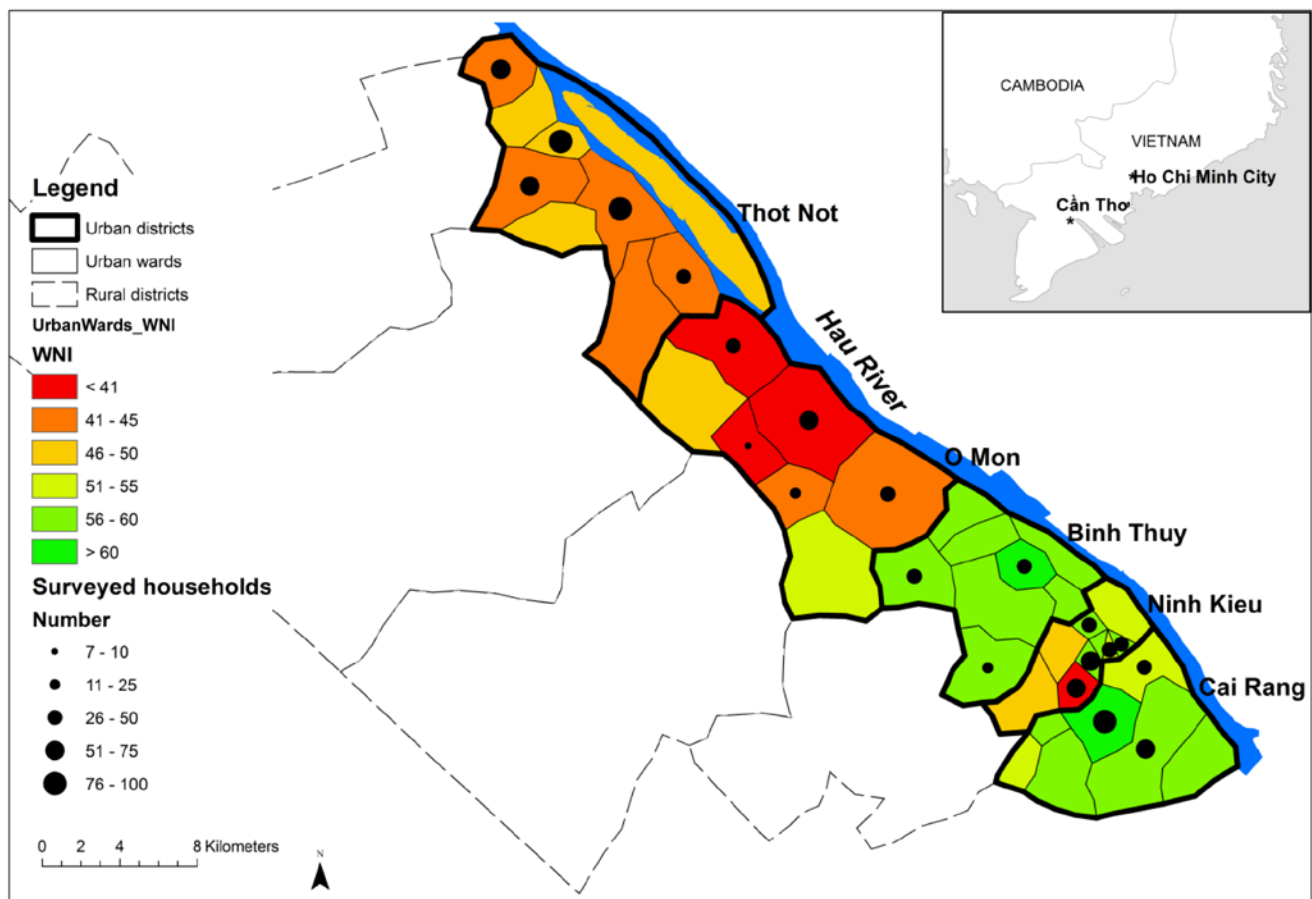 CAMBODIA
VIETNAM
Ho Chi Minh City
Cần Thơ
*
*
Legend
Urban districts
Urban wards
Rural districts
UrbanWards_WNI
WNI
< 41
41 - 45
46 - 50
51 - 55
56 - 60
> 60
Surveyed households
Number
7 - 10
11 - 25
26 - 50
51 - 75
76 - 100
0 2 4 8 Kilometers
N
Thot Not
Hau River
O Mon
Binh Thuy
Ninh Kieu
Cai Rang